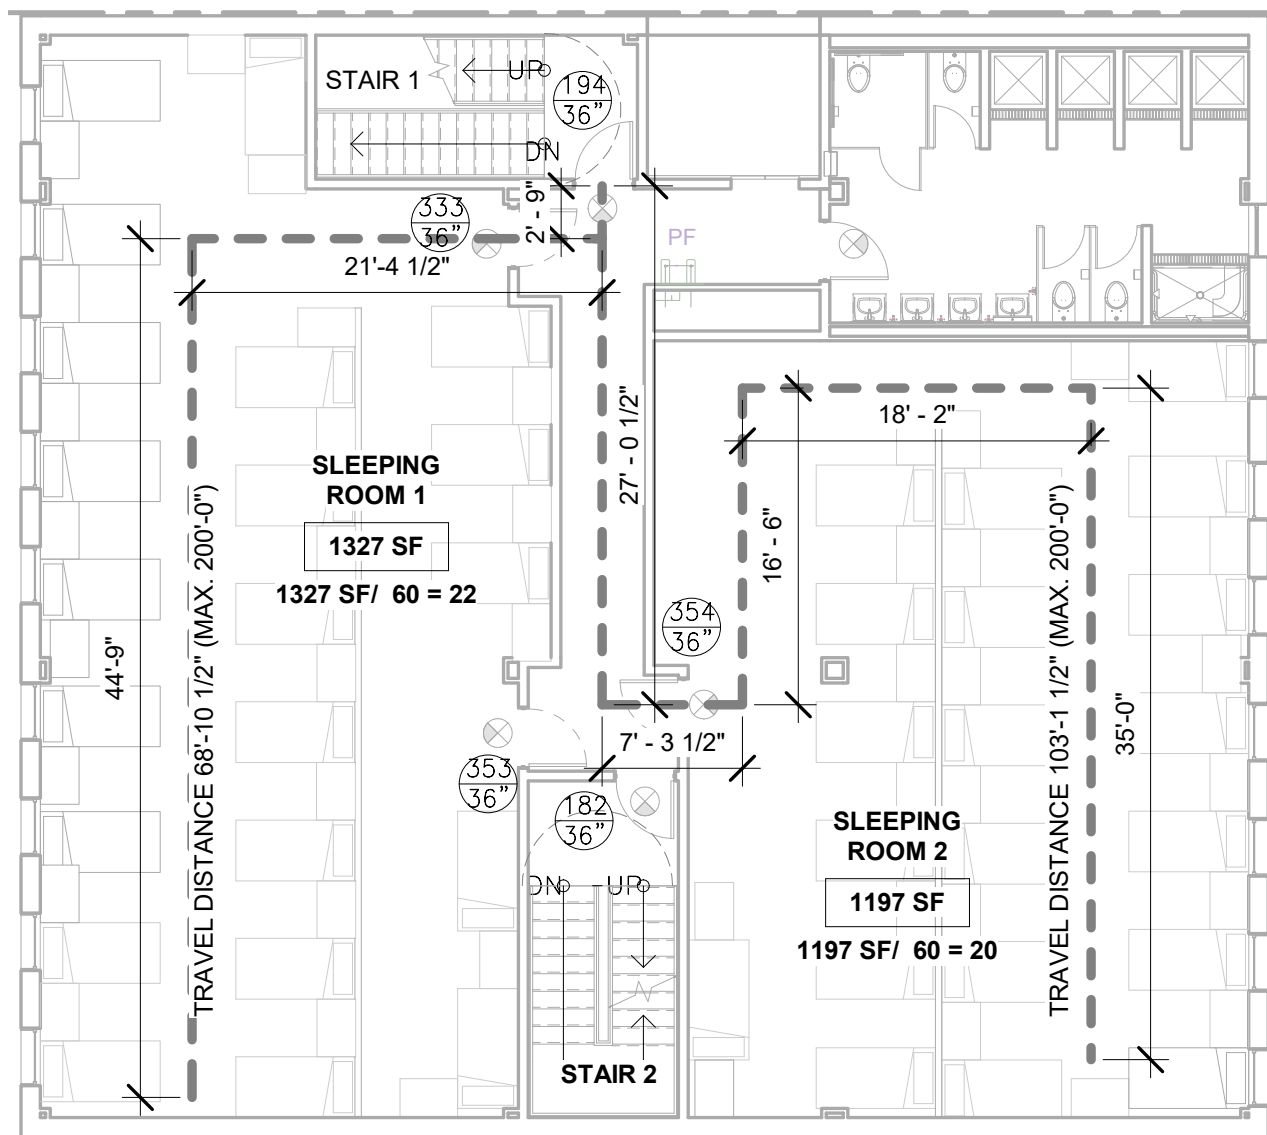 STAIR 1
UP
194
36"
DN
333
36"
2' - 9"
21'-4 1/2"
PF
27' - 0 1/2"
18' - 2"
SLEEPING
ROOM 1
1327 SF
1327 SF/ 60 = 22
16' - 6"
354
36"
44'-9"
TRAVEL DISTANCE 68'-10 1/2" (MAX. 200'-0")
TRAVEL DISTANCE 103'-1 1/2" (MAX. 200'-0")
35'-0"
7' - 3 1/2"
353
36"
182
36"
SLEEPING
ROOM 2
1197 SF
1197 SF/ 60 = 20
DN
UP
STAIR 2